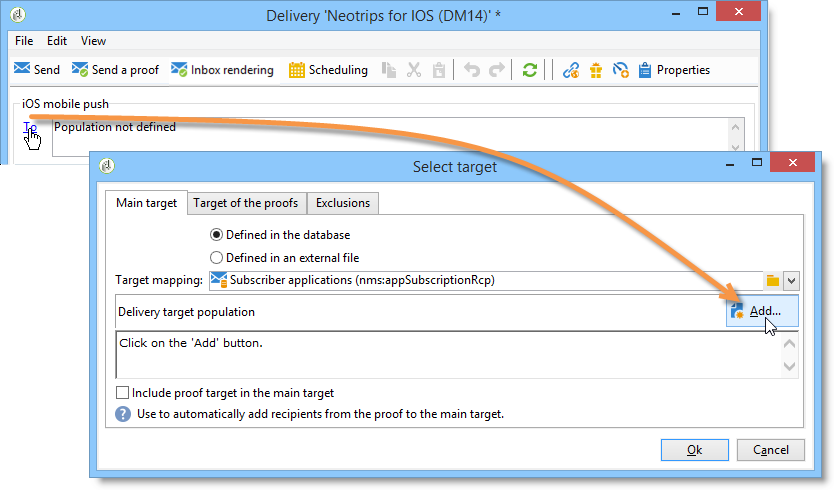 Delivery 'Neotrips for IOS (DM14)' *
File Edit View
Send Send a proof Inbox rendering Scheduling Properties
iOS mobile push
To Population not defined
Select target
Main target Target of the proofs Exclusions
Defined in the database
Defined in an external file
Target mapping: Subscriber applications (nms:appSubscriptionRcp)
Delivery target population Add...
Click on the 'Add' button.
Include proof target in the main target
? Use to automatically add recipients from the proof to the main target.
Ok Cancel